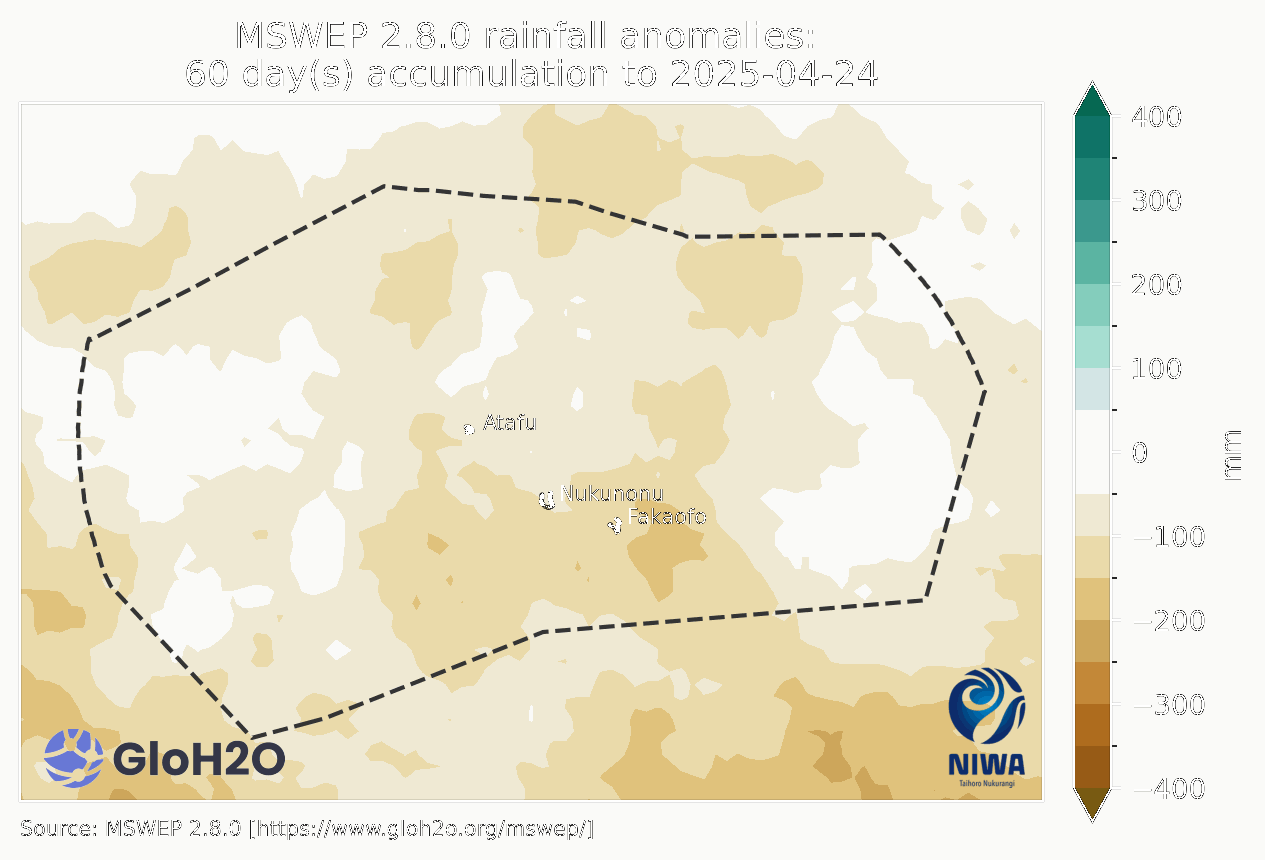 MSWEP 2.8.0 rainfall anomalies:
60 day(s) accumulation to 2025-04-24
400
300
200
100
0
−100
−200
−300
−400
mm
Atafu
Nukunonu
Fakaofo
GloH2O
NIWA
Taihoro Nukurangi
Source: MSWEP 2.8.0 [https://www.gloh2o.org/mswep/]